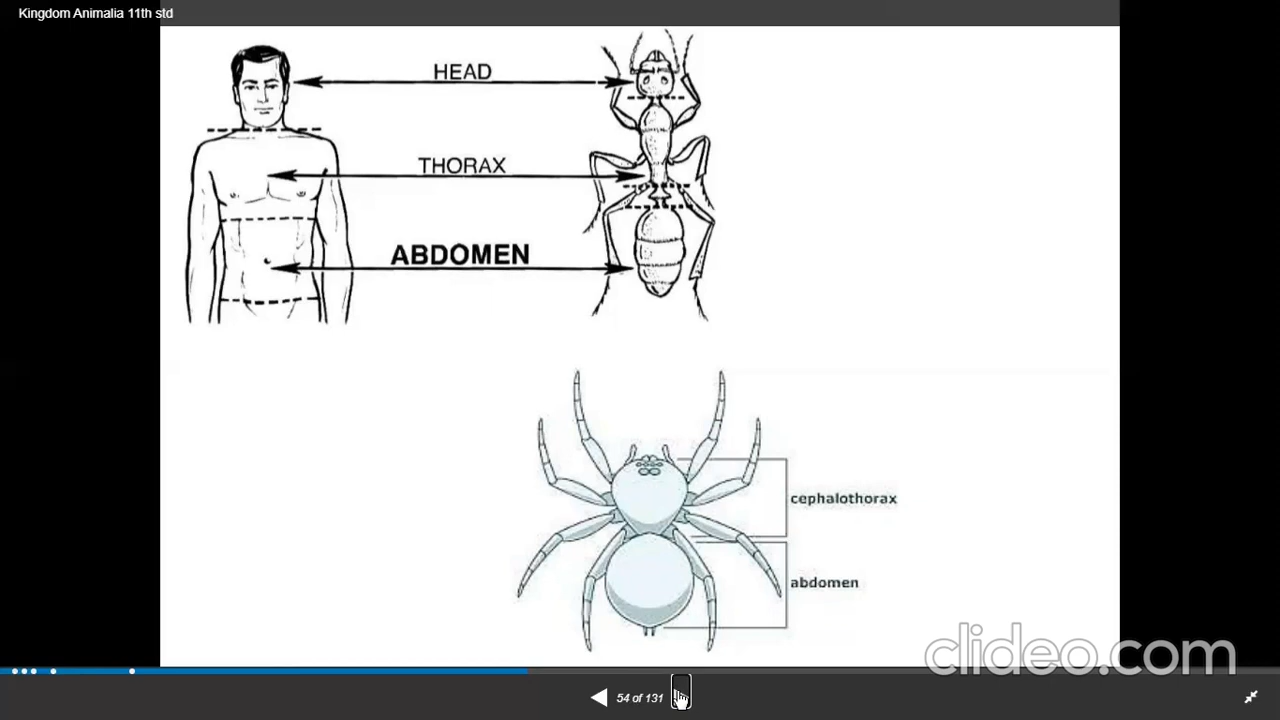 Kingdom Animalia 11th std
HEAD
THORAX
ABDOMEN
cephalothorax
abdomen
clideo.com
54 of 131